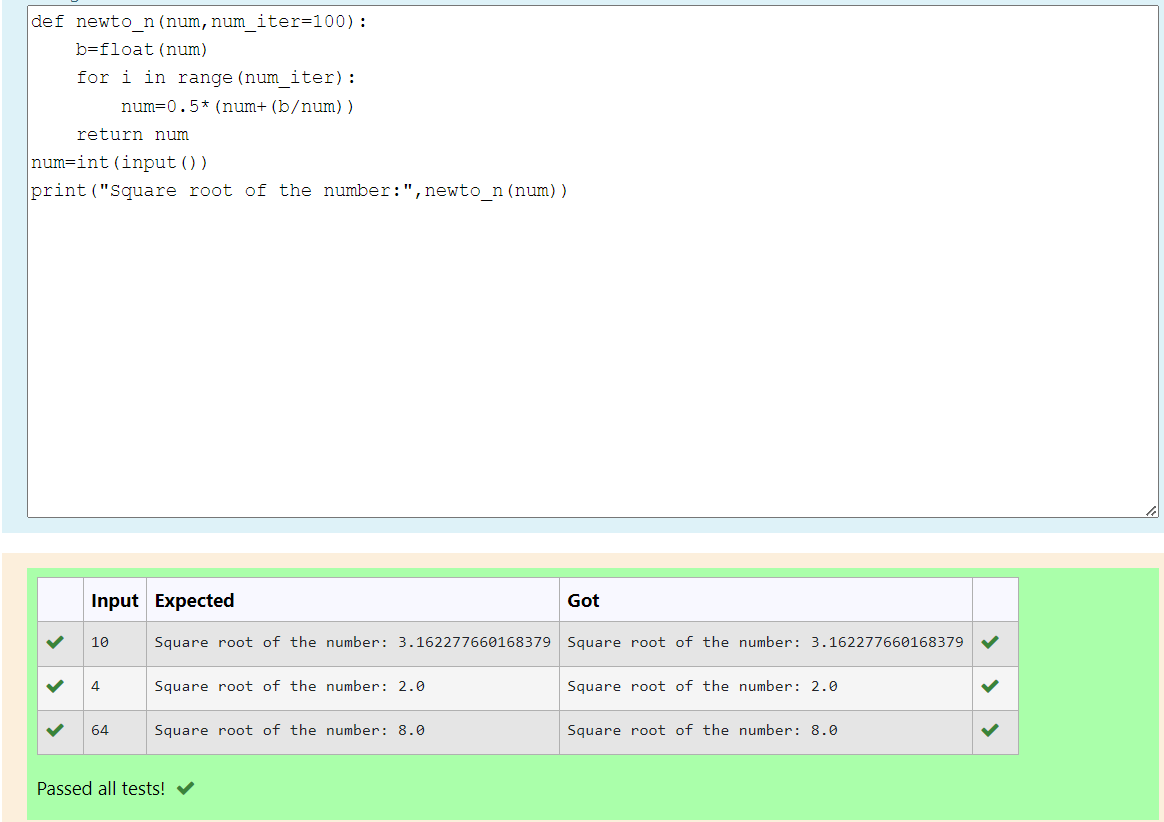 def newto_n(num,num_iter=100):
    b=float(num)
    for i in range(num_iter):
        num=0.5*(num+(b/num))
    return num
num=int(input())
print("Square root of the number:",newto_n(num))
Input Expected Got
10 Square root of the number: 3.162277660168379 Square root of the number: 3.162277660168379
4 Square root of the number: 2.0 Square root of the number: 2.0
64 Square root of the number: 8.0 Square root of the number: 8.0
Passed all tests!